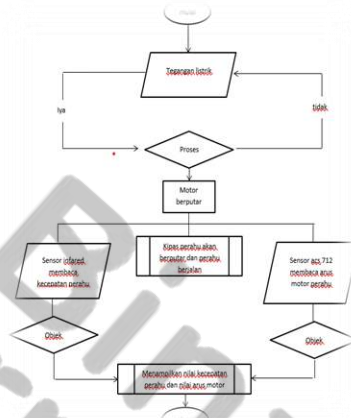 Tegangan listrik
Iya
tidak
Proses
Motor
berputar
Sensor infared
membaca
kecepatan perahu
Kipas perahu akan
berputar dan perahu
berjalan
Sensor acs 712
membaca arus
motor perahu
Objek
Objek
Menampilkan nilai kecepatan
perahu dan nilai arus motor